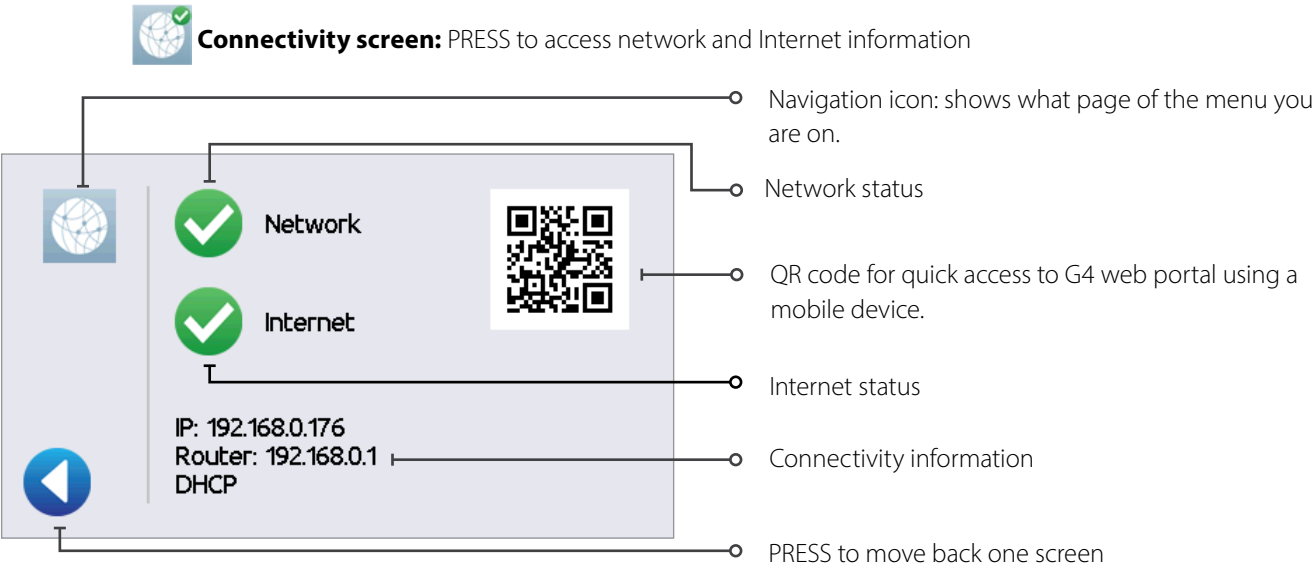 Connectivity screen: PRESS to access network and Internet information
Navigation icon: shows what page of the menu you
are on.
Network status
Network
QR code for quick access to G4 web portal using a
mobile device.
Internet
Internet status
IP: 192.168.0.176
Router: 192.168.0.1
DHCP
Connectivity information
PRESS to move back one screen